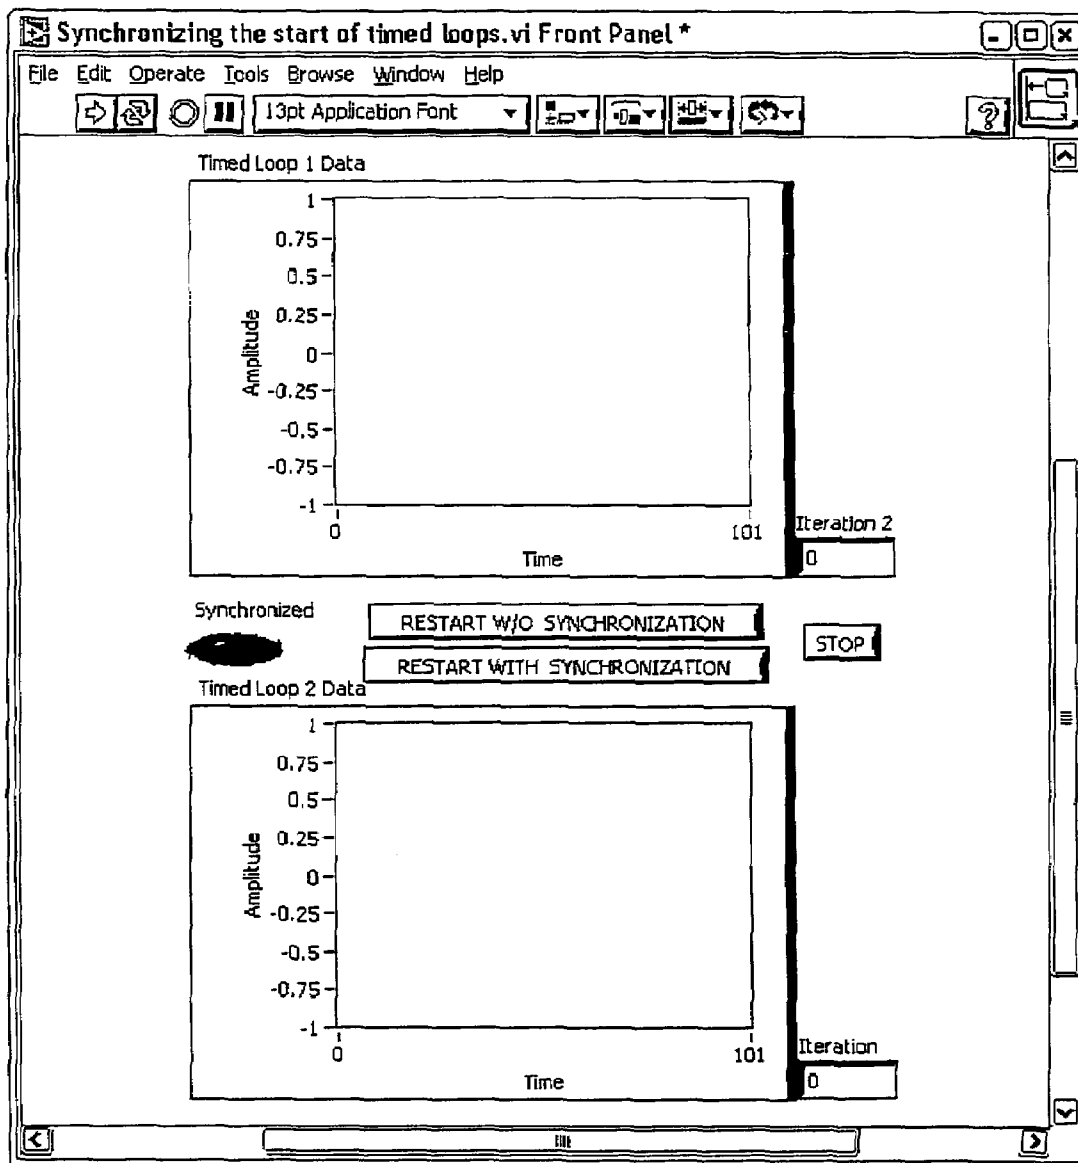 Synchronizing the start of timed loops.vi Front Panel *
File Edit Operate Tools Browse Window Help
13pt Application Font
?
Timed Loop 1 Data
1
0.75
0.5
0.25
0
-0.25
-0.5
-0.75
-1
Amplitude
0
101
Time
Iteration 2
0
Synchronized
RESTART W/O SYNCHRONIZATION
RESTART WITH SYNCHRONIZATION
STOP
Timed Loop 2 Data
1
0.75
0.5
0.25
0
-0.25
-0.5
-0.75
-1
Amplitude
0
101
Time
Iteration
0